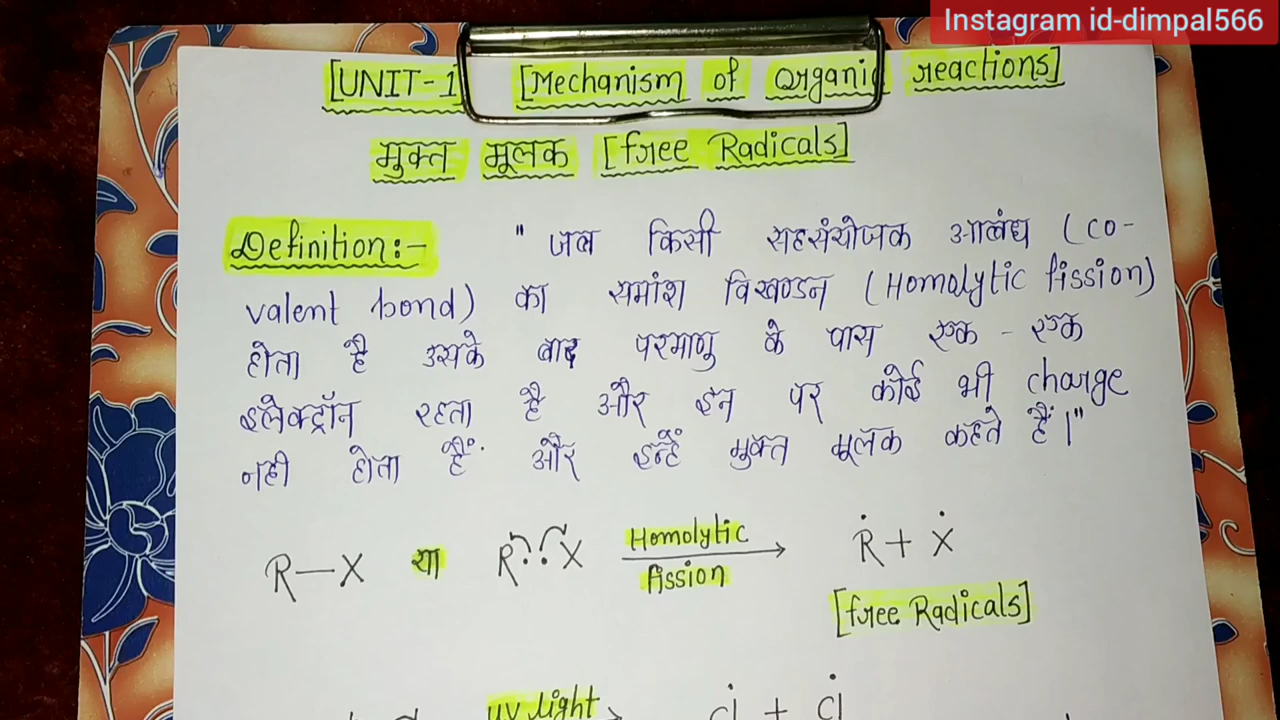 Instagram id-dimpal566
[UNIT-1] [Mechanism of Organic reactions]
मुक्त मूलक [free Radicals]
Definition:- " जब किसी सहसंयोजक आबंध (co-
valent bond) का समांश विखण्डन (Homolytic fission)
होता है उसके बाद परमाणु के पास एक - एक
इलेक्ट्रॉन रहता है और इन पर कोई भी charge
नही होता हैं. और इन्हें मुक्त मूलक कहते हैं।"
R—X या R:X Homolytic fission Ṙ + Ẋ
[free Radicals]
uv light Cl + Cl